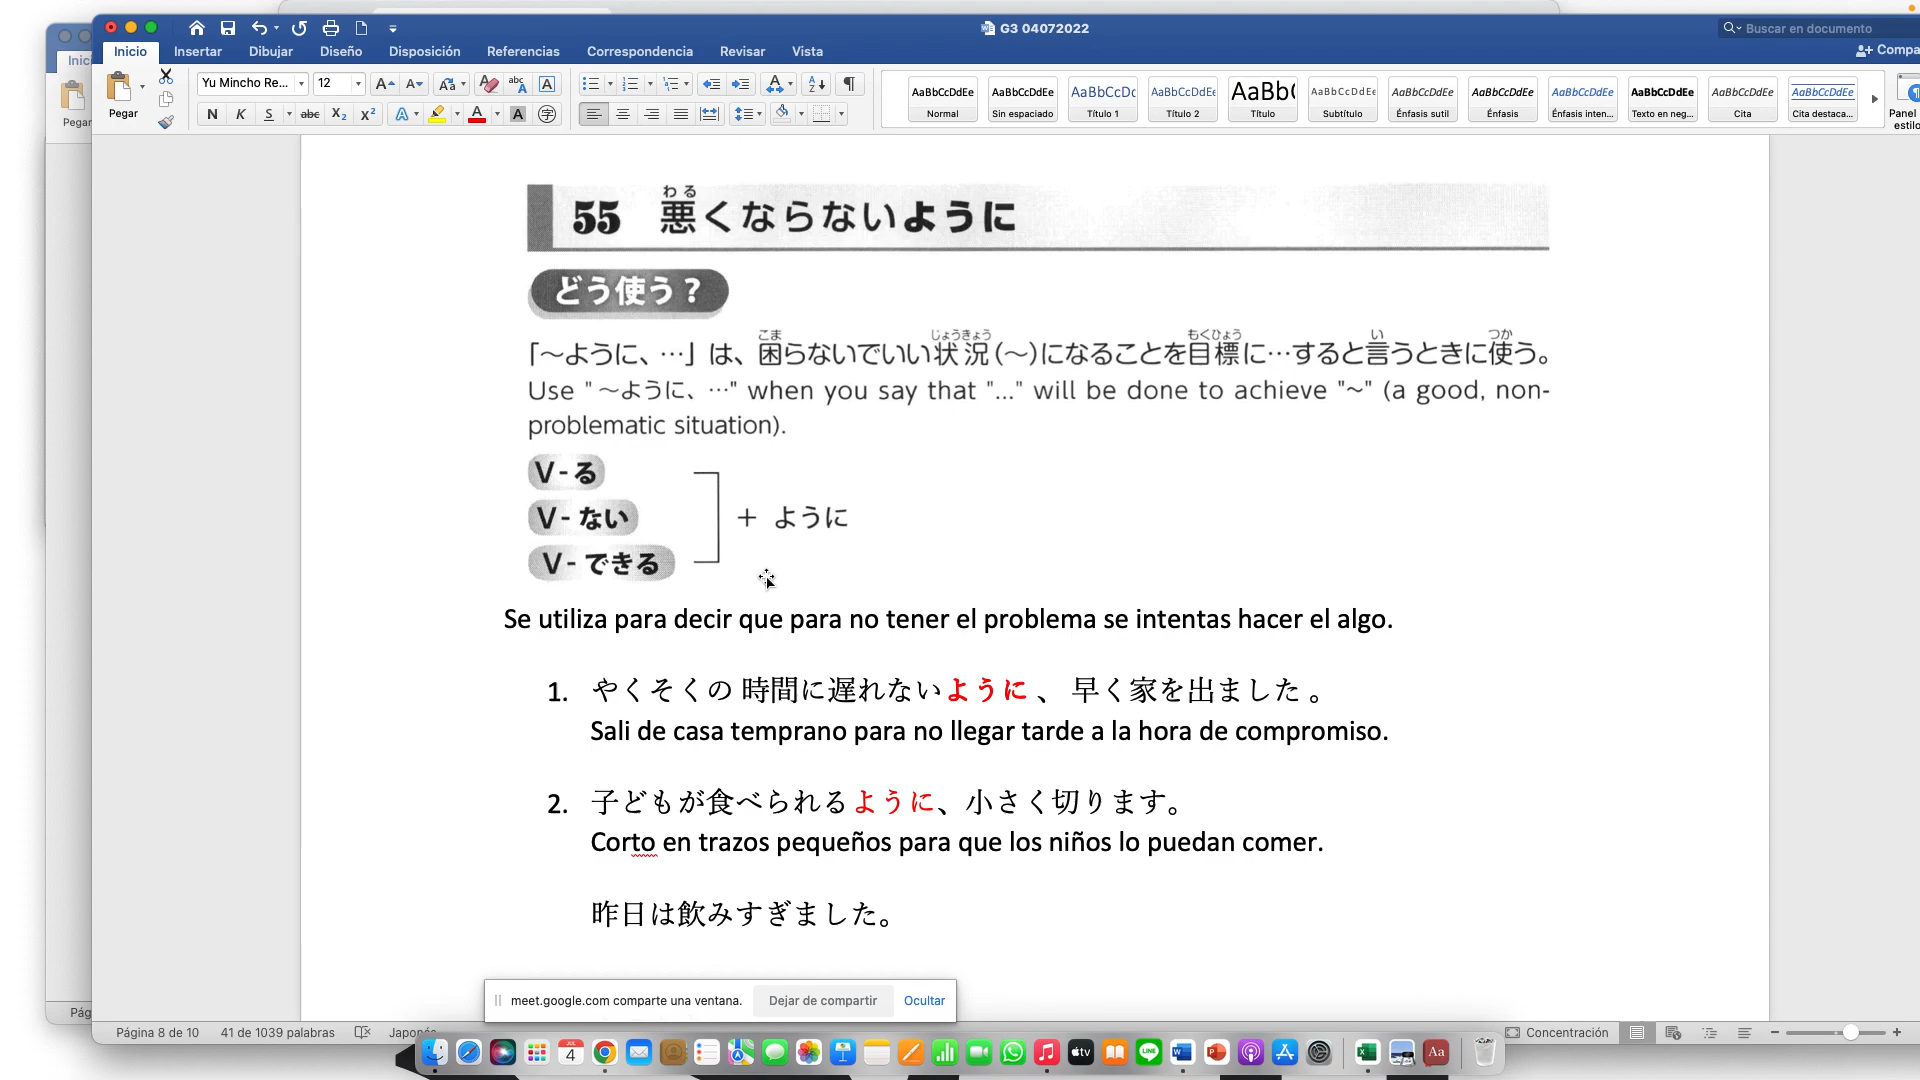 G3 04072022
Buscar en documento
Inicio Insertar Dibujar Diseño Disposición Referencias Correspondencia Revisar Vista
Compa
Inic
Pegar
Yu Mincho Re... 12
Pegar
N K S abc X₂ X²
AaBbCcDdEe AaBbCcDdEe AaBbCcDc AaBbCcDdEe AaBb( AaBbCcDdEe AaBbCcDdEe AaBbCcDdEe AaBbCcDdEe AaBbCcDdEe AaBbCcDdEe AaBbCcDdEe
Normal Sin espaciado Título 1 Título 2 Título Subtítulo Énfasis sutil Énfasis Énfasis inten... Texto en neg... Cita Cita destaca...
Panel
estilo
わる
55 悪くならないように
どう使う?
こま じょうきょう もくひょう い つか
「～ように、…」は、困らないでいい状況(～)になることを目標に…すると言うときに使う。
Use "～ように、…" when you say that "..." will be done to achieve "~" (a good, non-
problematic situation).
V-る
V-ない + ように
V-できる
Se utiliza para decir que para no tener el problema se intentas hacer el algo.
1. やくそくの 時間に遅れないように 、 早く家を出ました 。
Sali de casa temprano para no llegar tarde a la hora de compromiso.
2. 子どもが食べられるように、小さく切ります。
Corto en trazos pequeños para que los niños lo puedan comer.
昨日は飲みすぎました。
meet.google.com comparte una ventana. Dejar de compartir Ocultar
Pág
Página 8 de 10 41 de 1039 palabras Japonés Concentración
JUL
4
tv
LINE
Aa